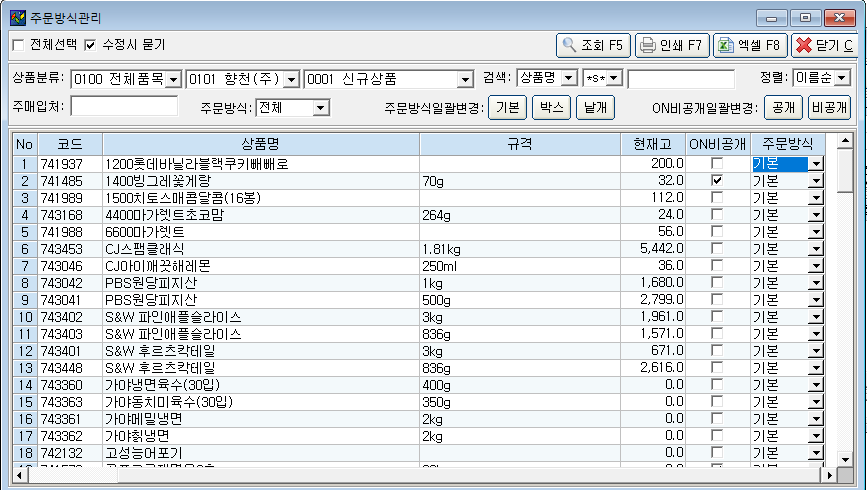 주문방식관리
전체선택 수정시 묻기 조회 F5 인쇄 F7 엑셀 F8 닫기 C
상품분류: 0100 전체품목 0101 향천(주) 0001 신규상품 검색: 상품명 *S* 정렬: 이름순
주매입처: 주문방식: 전체 주문방식일괄변경: 기본 박스 낱개 ON비공개일괄변경: 공개 비공개
No 코드 상품명 규격 현재고 ON비공개 주문방식
1 741937 1200롯데바닐라블랙쿠키빼빼로 200.0 기본
2 741485 1400빙그레꽃게랑 70g 32.0 기본
3 741989 1500치토스매콤달콤(16봉) 112.0 기본
4 743168 4400마가렛트초코맘 264g 24.0 기본
5 741988 6600마가렛트 56.0 기본
6 743453 CJ스팸클래식 1.81kg 5,442.0 기본
7 743046 CJ아이깨끗해레몬 250ml 36.0 기본
8 743042 PBS원당피지산 1kg 1,680.0 기본
9 743041 PBS원당피지산 500g 2,799.0 기본
10 743402 S&W 파인애플슬라이스 3kg 1,961.0 기본
11 743403 S&W 파인애플슬라이스 836g 1,571.0 기본
12 743401 S&W 후르츠칵테일 3kg 671.0 기본
13 743448 S&W 후르츠칵테일 836g 2,616.0 기본
14 743360 가야냉면육수(30입) 400g 0.0 기본
15 743363 가야동치미육수(30입) 350g 0.0 기본
16 743361 가야메밀냉면 2kg 0.0 기본
17 743362 가야칡냉면 2kg 0.0 기본
18 742132 고성능어포기 0.0 기본